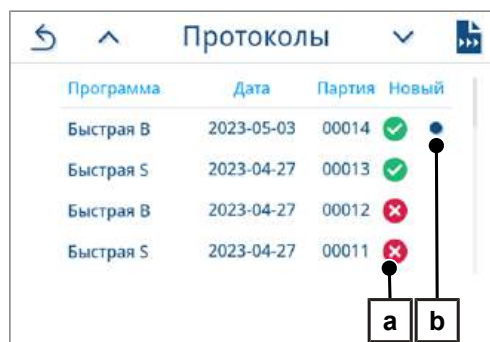 Протоколы
Программа Дата Партия Новый
Быстрая B 2023-05-03 00014
Быстрая S 2023-04-27 00013
Быстрая B 2023-04-27 00012
Быстрая S 2023-04-27 00011
a b